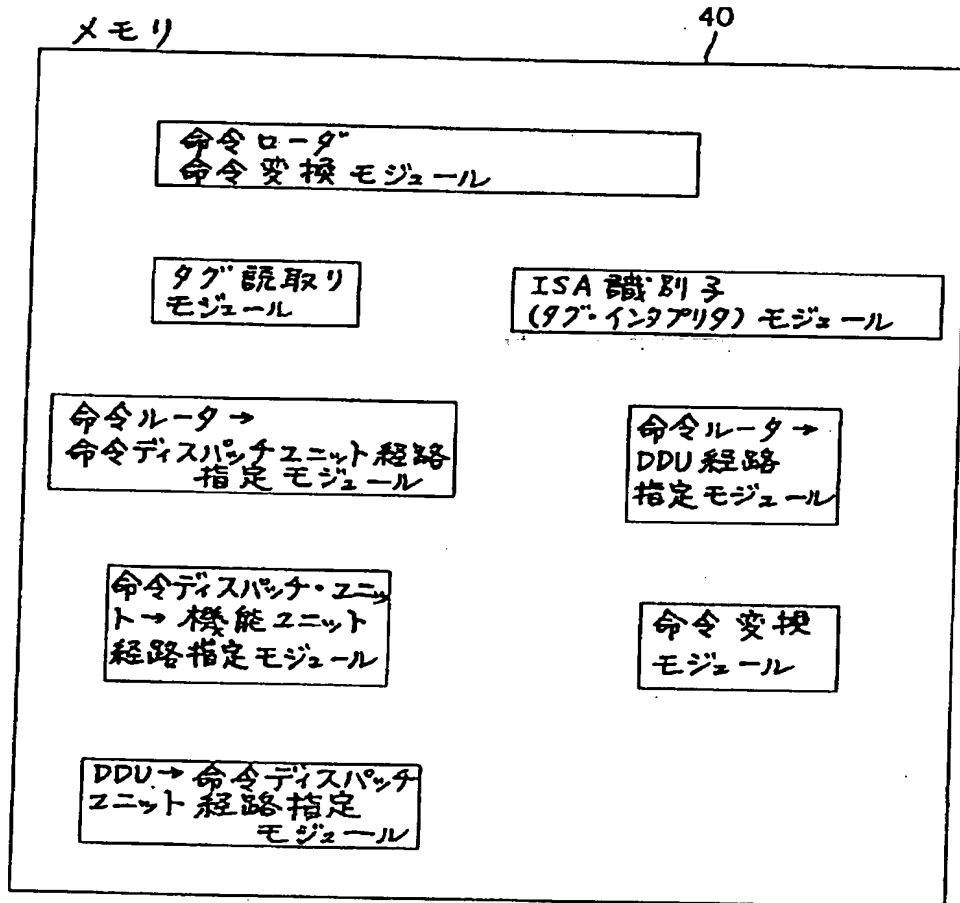 メモリ
40
命令ローダ
命令変換モジュール
タグ読取り
モジュール
ISA識別子
(タグ・インタプリタ)モジュール
命令ルータ→
命令ディスパッチユニット経路
指定モジュール
命令ルータ→
DDU経路
指定モジュール
命令ディスパッチ・ユニッ
ト→機能ユニット
経路指定モジュール
命令変換
モジュール
DDU→命令ディスパッチ
ユニット経路指定
モジュール